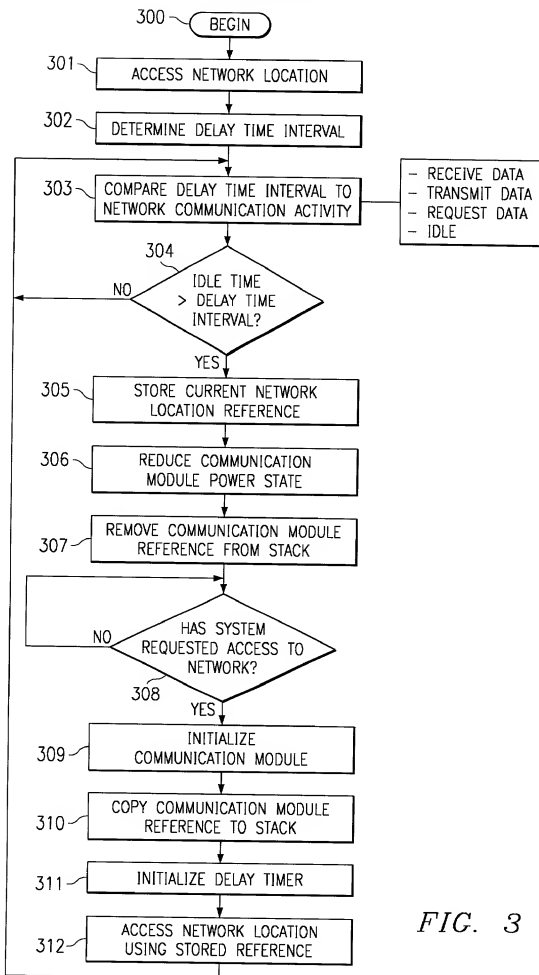 300
BEGIN
301
ACCESS NETWORK LOCATION
302
DETERMINE DELAY TIME INTERVAL
303
COMPARE DELAY TIME INTERVAL TO
NETWORK COMMUNICATION ACTIVITY
- RECEIVE DATA
- TRANSMIT DATA
- REQUEST DATA
- IDLE
304
IDLE TIME
> DELAY TIME
INTERVAL?
NO
YES
305
STORE CURRENT NETWORK
LOCATION REFERENCE
306
REDUCE COMMUNICATION
MODULE POWER STATE
307
REMOVE COMMUNICATION MODULE
REFERENCE FROM STACK
HAS SYSTEM
REQUESTED ACCESS TO
NETWORK?
NO
308
YES
309
INITIALIZE
COMMUNICATION MODULE
310
COPY COMMUNICATION MODULE
REFERENCE TO STACK
311
INITIALIZE DELAY TIMER
312
ACCESS NETWORK LOCATION
USING STORED REFERENCE
FIG. 3